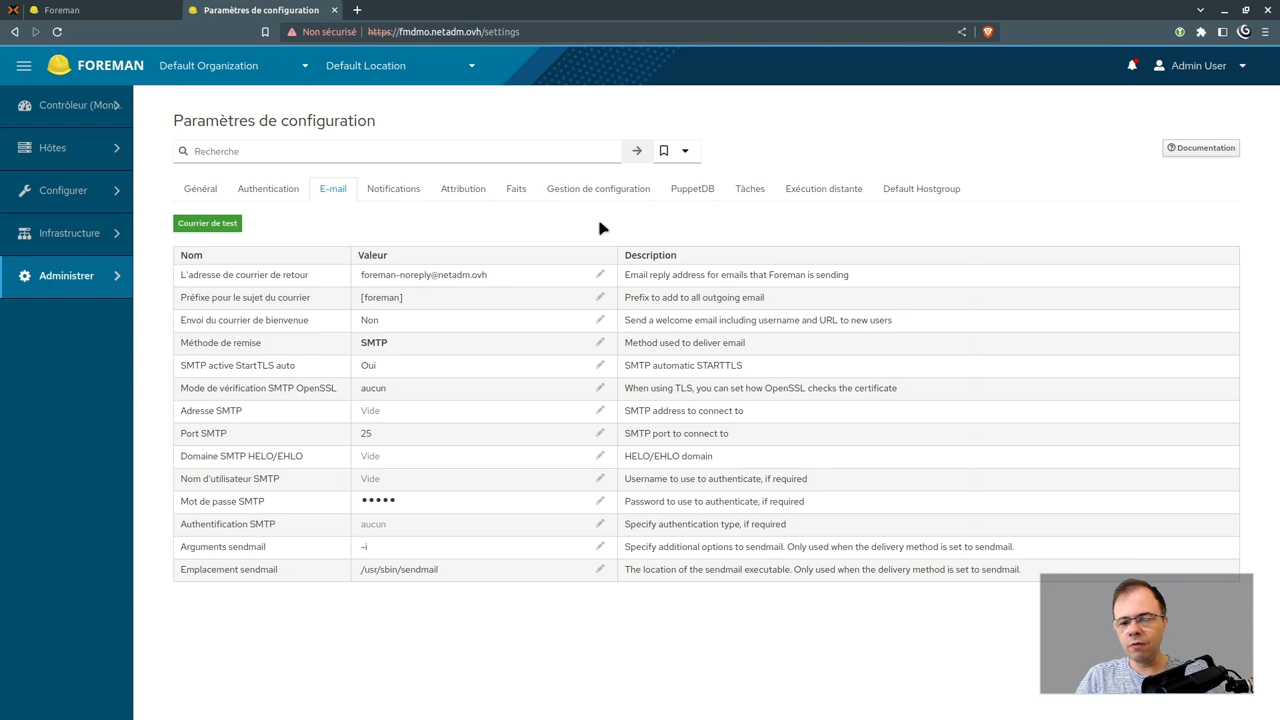 Foreman
Paramètres de configuration
Non sécurisé https://fmdmo.netadm.ovh/settings
FOREMAN
Default Organization
Default Location
Admin User
Contrôleur (Mon...
Hôtes
Configurer
Infrastructure
Administrer
Paramètres de configuration
Recherche
Documentation
Général
Authentication
E-mail
Notifications
Attribution
Faits
Gestion de configuration
PuppetDB
Tâches
Exécution distante
Default Hostgroup
Courrier de test
Nom Valeur Description
L'adresse de courrier de retour foreman-noreply@netadm.ovh Email reply address for emails that Foreman is sending
Préfixe pour le sujet du courrier [foreman] Prefix to add to all outgoing email
Envoi du courrier de bienvenue Non Send a welcome email including username and URL to new users
Méthode de remise SMTP Method used to deliver email
SMTP active StartTLS auto Oui SMTP automatic STARTTLS
Mode de vérification SMTP OpenSSL aucun When using TLS, you can set how OpenSSL checks the certificate
Adresse SMTP Vide SMTP address to connect to
Port SMTP 25 SMTP port to connect to
Domaine SMTP HELO/EHLO Vide HELO/EHLO domain
Nom d'utilisateur SMTP Vide Username to use to authenticate, if required
Mot de passe SMTP ••••• Password to use to authenticate, if required
Authentification SMTP aucun Specify authentication type, if required
Arguments sendmail -i Specify additional options to sendmail. Only used when the delivery method is set to sendmail.
Emplacement sendmail /usr/sbin/sendmail The location of the sendmail executable. Only used when the delivery method is set to sendmail.